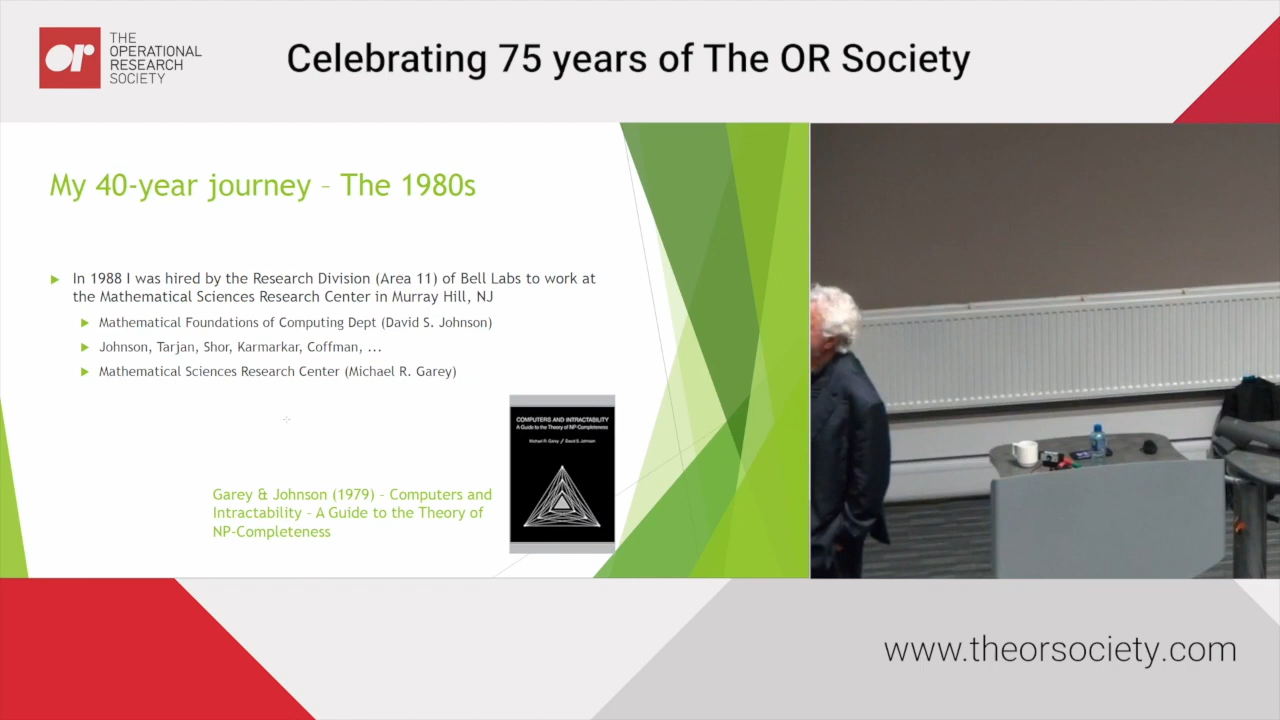 or
THE
OPERATIONAL
RESEARCH
SOCIETY
Celebrating 75 years of The OR Society
My 40-year journey – The 1980s
In 1988 I was hired by the Research Division (Area 11) of Bell Labs to work at
the Mathematical Sciences Research Center in Murray Hill, NJ
Mathematical Foundations of Computing Dept (David S. Johnson)
Johnson, Tarjan, Shor, Karmarkar, Coffman, ...
Mathematical Sciences Research Center (Michael R. Garey)
COMPUTERS AND INTRACTABILITY
A Guide to the Theory of NP-Completeness
Michael R. Garey / David S. Johnson
Garey & Johnson (1979) – Computers and
Intractability – A Guide to the Theory of
NP-Completeness
www.theorsociety.com